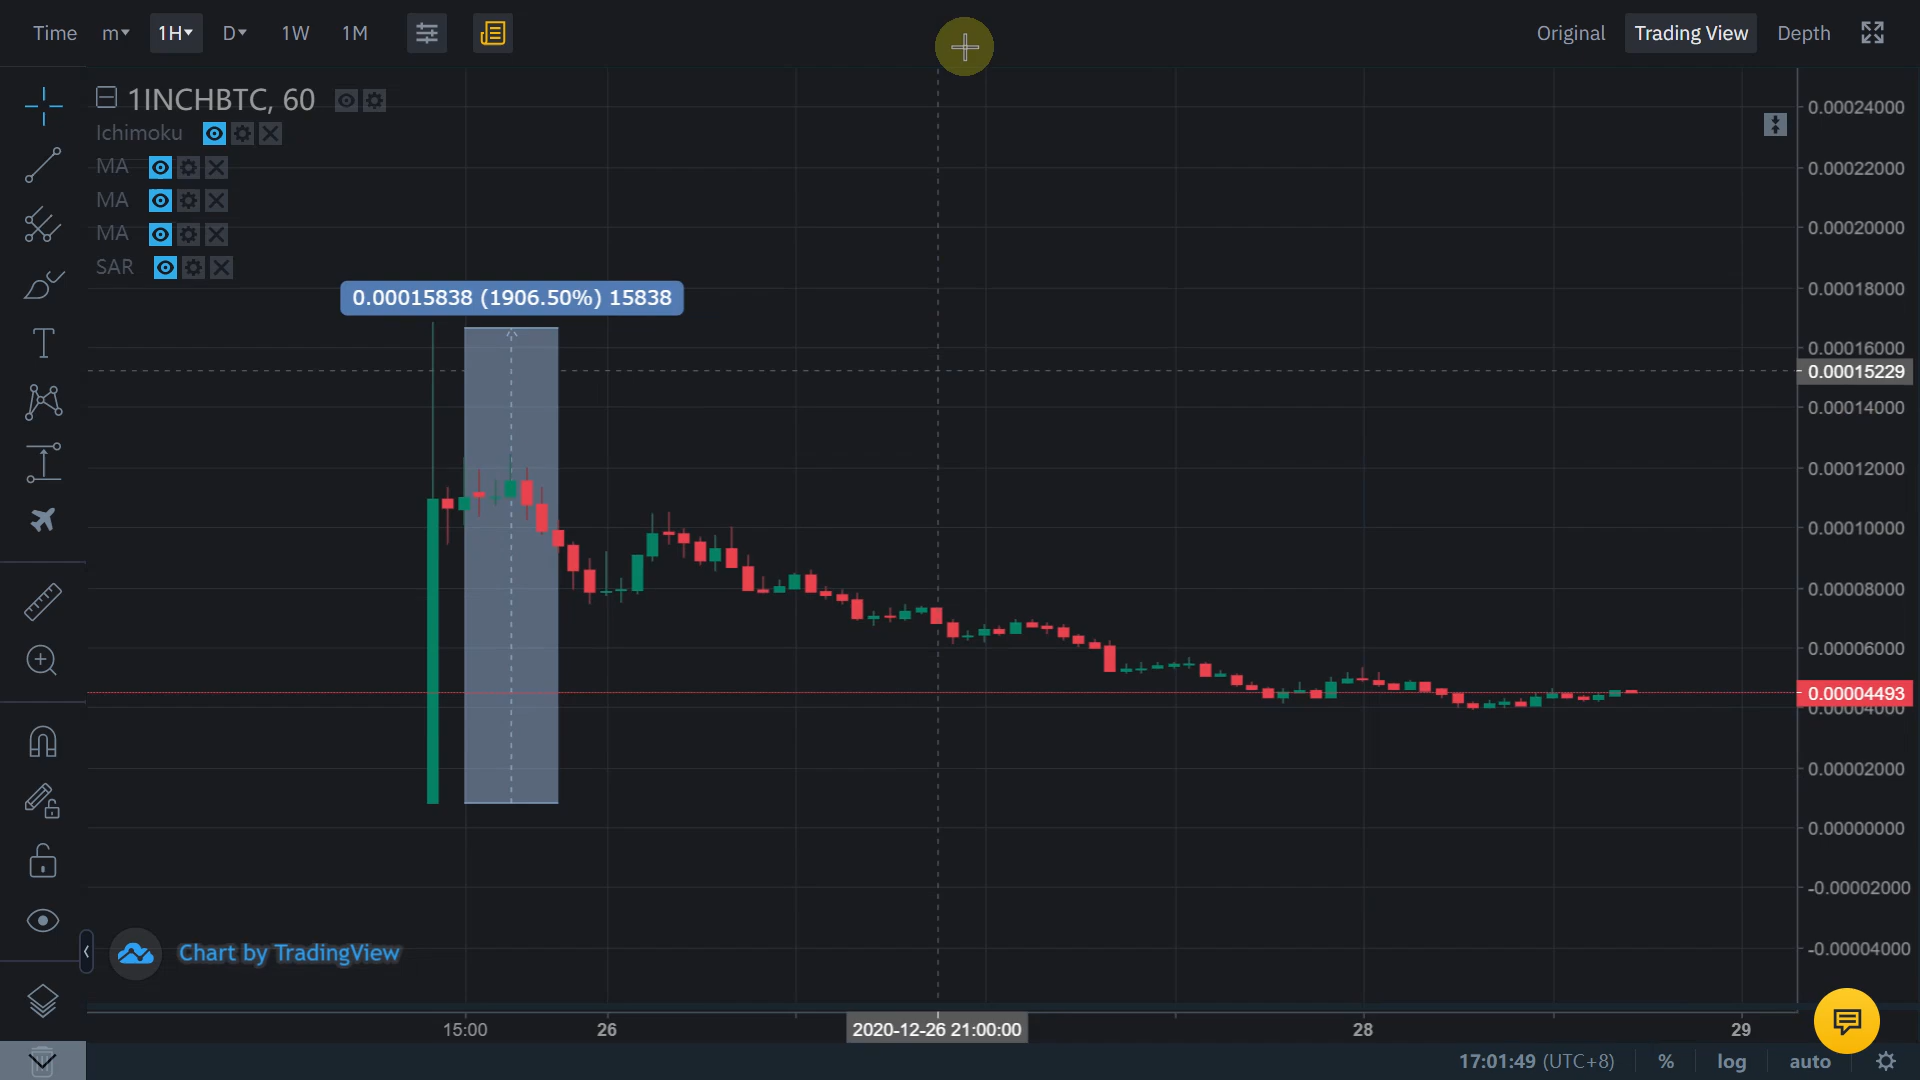 Time m 1H D 1W 1M Original Trading View Depth
1INCHBTC, 60
Ichimoku
MA
MA
MA
SAR
0.00015838 (1906.50%) 15838
0.00024000
0.00022000
0.00020000
0.00018000
0.00016000
0.00015229
0.00014000
0.00012000
0.00010000
0.00008000
0.00006000
0.00004493
0.00004000
0.00002000
0.00000000
-0.00002000
-0.00004000
Chart by TradingView
15:00 26 2020-12-26 21:00:00 28 29
17:01:49 (UTC+8) % log auto